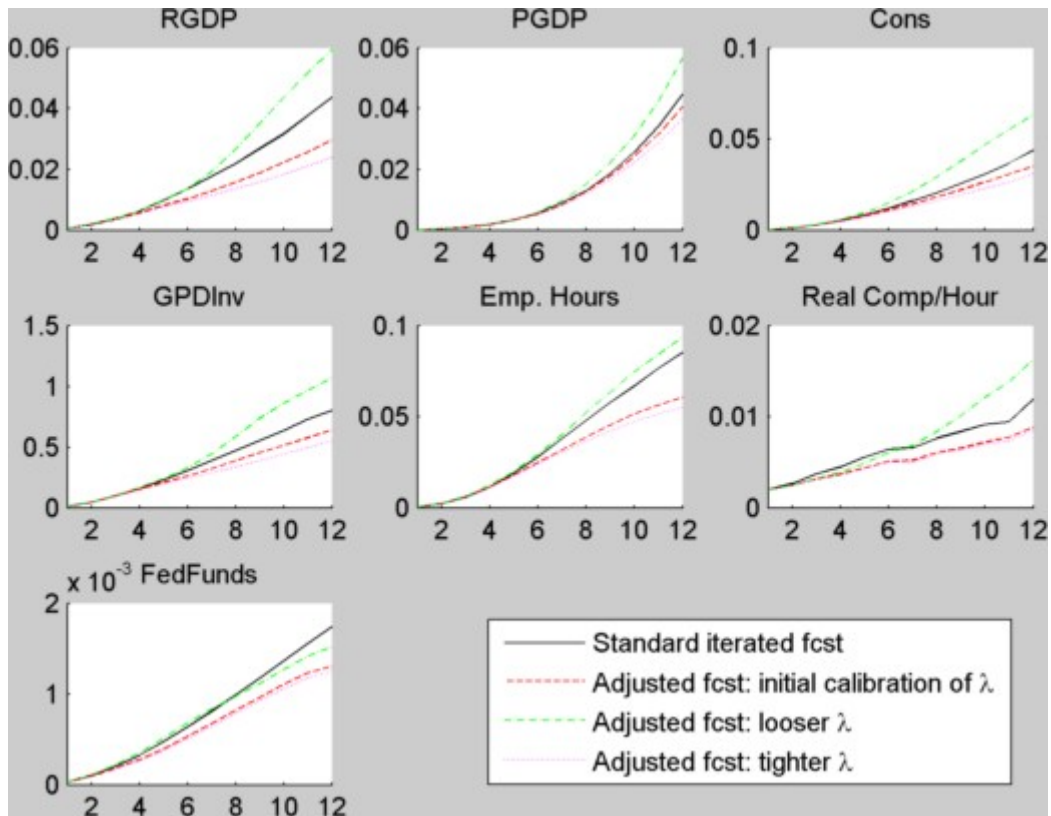 RGDP
0.06
0.04
0.02
0
2 4 6 8 10 12
PGDP
0.06
0.04
0.02
0
2 4 6 8 10 12
Cons
0.1
0.05
0
2 4 6 8 10 12
GPDInv
1.5
1
0.5
0
2 4 6 8 10 12
Emp. Hours
0.1
0.05
0
2 4 6 8 10 12
Real Comp/Hour
0.02
0.01
0
2 4 6 8 10 12
x 10⁻³ FedFunds
2
1
0
2 4 6 8 10 12
Standard iterated fcst
Adjusted fcst: initial calibration of λ
Adjusted fcst: looser λ
Adjusted fcst: tighter λ